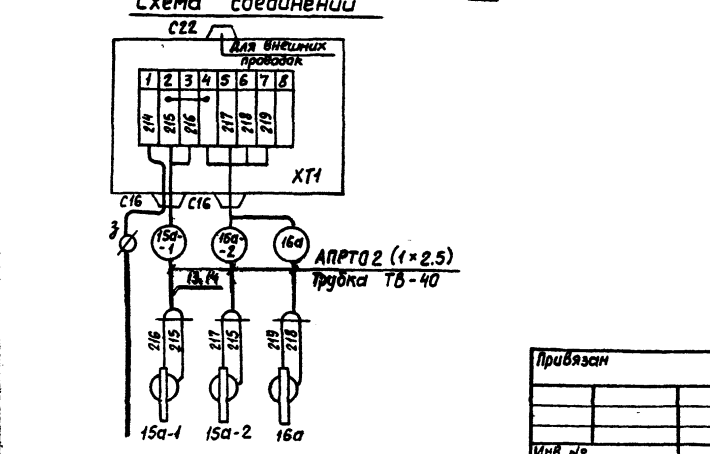 Схема соединений
С22
Для внешних
проводак
1 2 3 4 5 6 7 8
214 215 216 217 218 219
ХТ1
С16 С16
З
15а-
-1
16а-
-2
16а
АПРТО 2 (1×2.5)
Трубка ТВ-40
13,14
216 215 217 215 219 218
15а-1 15а-2 16а
Привязан
Инв. №